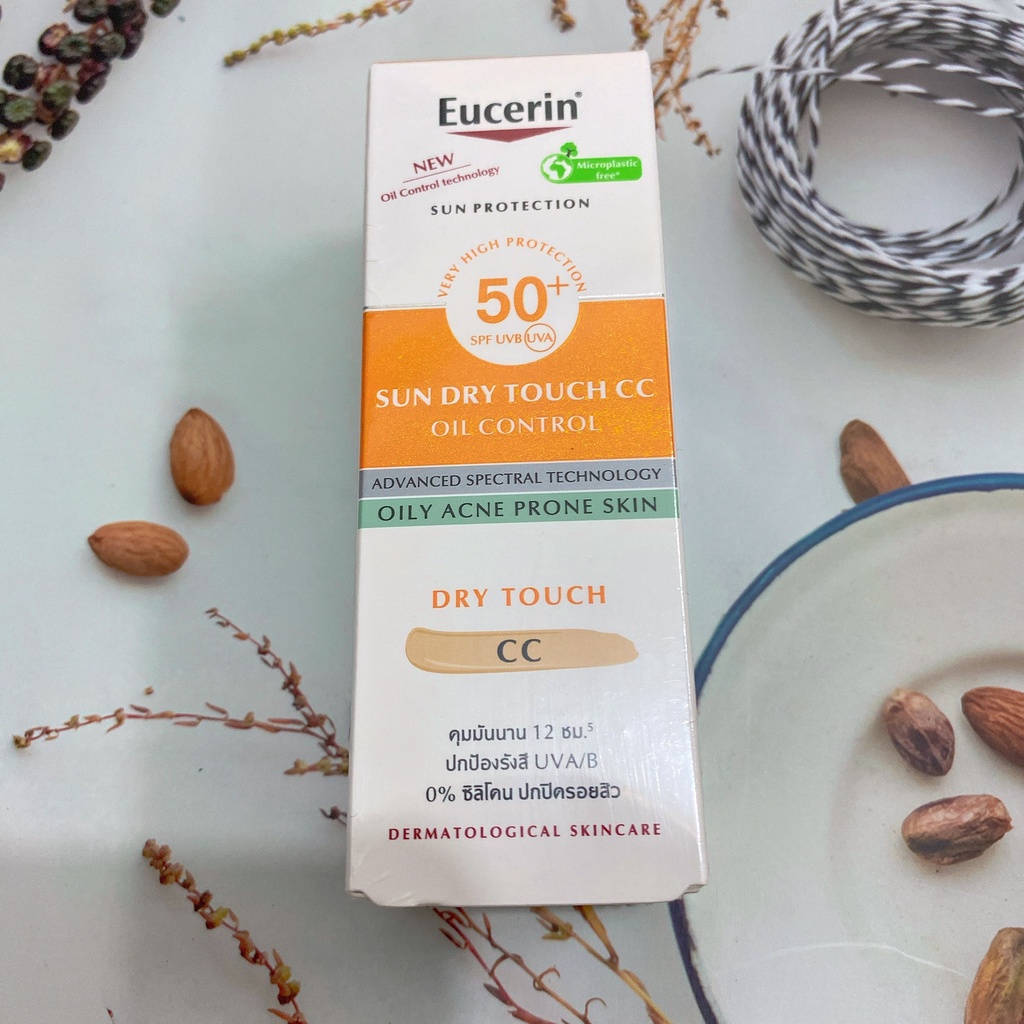 Eucerin®
NEW
Oil Control technology
Microplastic
free*
SUN PROTECTION
VERY HIGH PROTECTION
50+
SPF UVB UVA
SUN DRY TOUCH CC
OIL CONTROL
ADVANCED SPECTRAL TECHNOLOGY
OILY ACNE PRONE SKIN
DRY TOUCH
CC
คุมมันนาน 12 ชม.⁵
ปกป้องรังสี UVA/B
0% ซิลิโคน ปกปิดรอยสิว
DERMATOLOGICAL SKINCARE